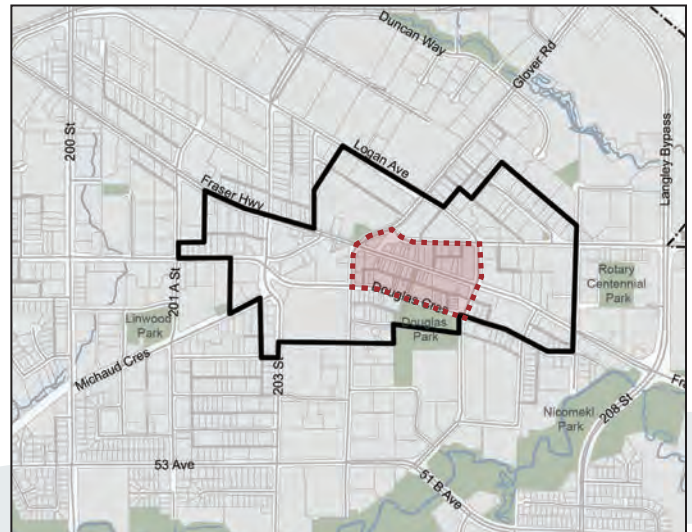 Duncan Way
Glover Rd
200 St
Logan Ave
Langley Bypass
Fraser Hwy
201 A St
Rotary
Centennial
Park
Douglas Cres
Linwood
Park
Douglas
Park
Michaud Cres
203 St
Fr
208 St
Nicomekl
Park
53 Ave
51 B Ave